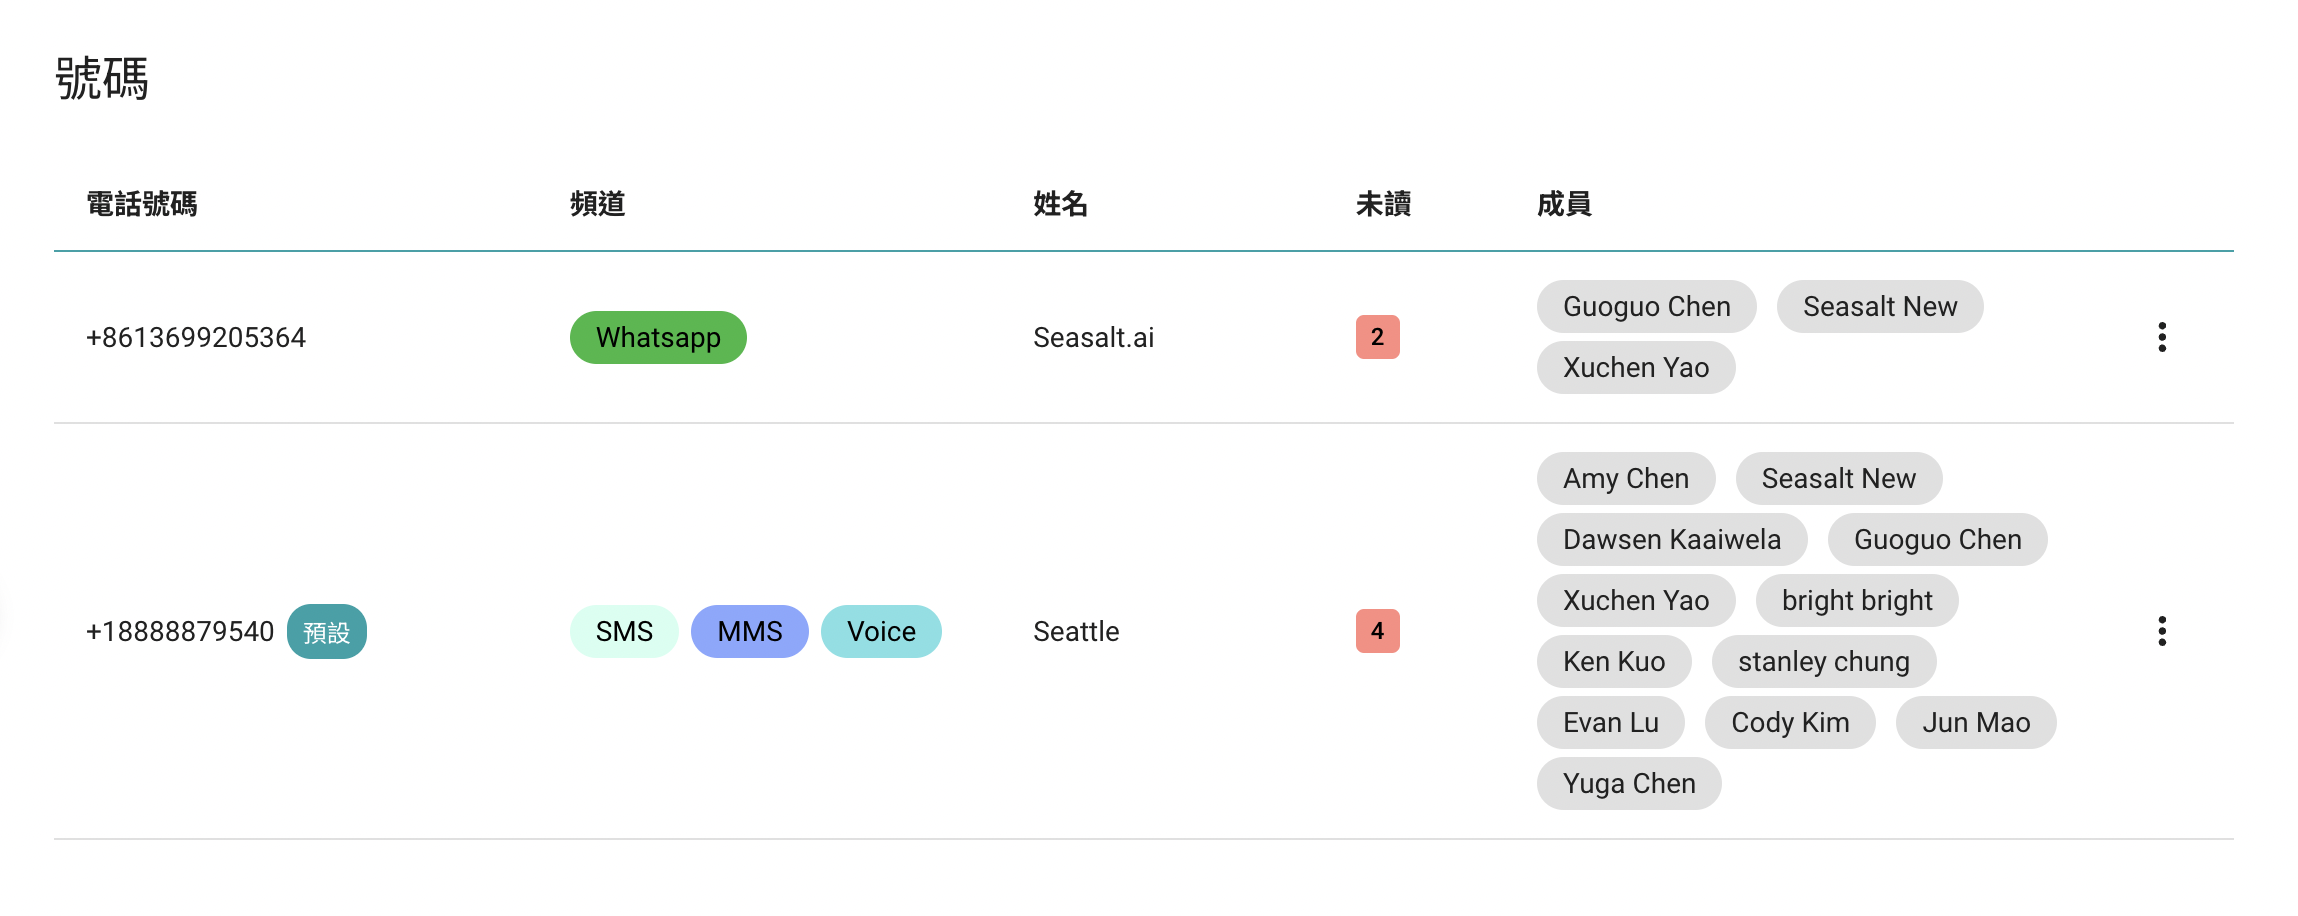 號碼
電話號碼 頻道 姓名 未讀 成員
+8613699205364 Whatsapp Seasalt.ai 2 Guoguo Chen Seasalt New
Xuchen Yao
+18888879540 預設 SMS MMS Voice Seattle 4 Amy Chen Seasalt New
Dawsen Kaaiwela Guoguo Chen
Xuchen Yao bright bright
Ken Kuo stanley chung
Evan Lu Cody Kim Jun Mao
Yuga Chen